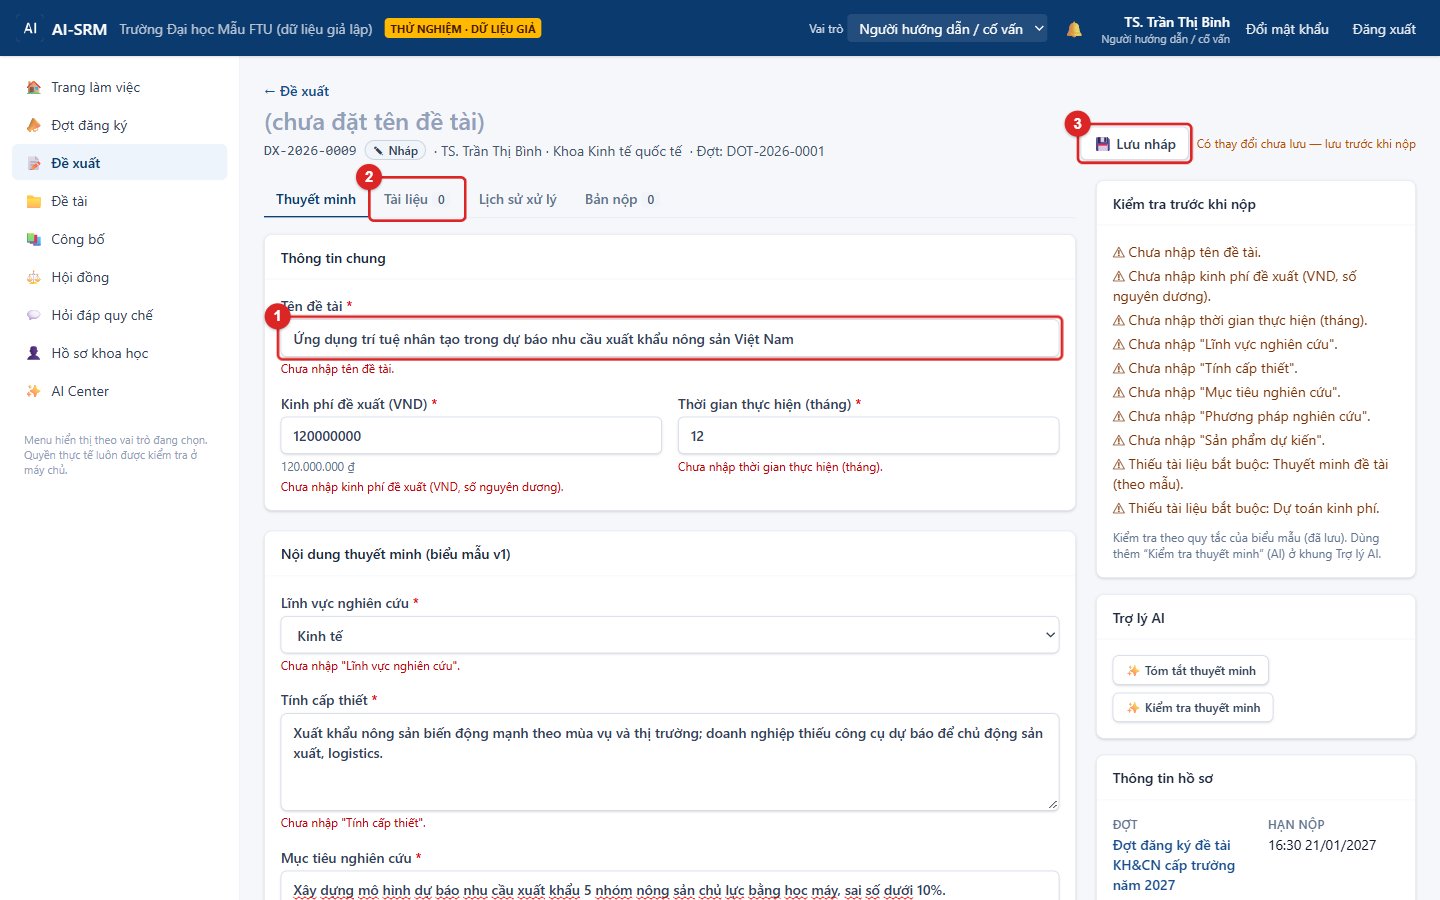 AI AI-SRM Trường Đại học Mẫu FTU (dữ liệu giả lập) THỬ NGHIỆM · DỮ LIỆU GIẢ
Vai trò Người hướng dẫn / cố vấn
TS. Trần Thị Bình
Người hướng dẫn / cố vấn
Đổi mật khẩu
Đăng xuất
Trang làm việc
Đợt đăng ký
Đề xuất
Đề tài
Công bố
Hội đồng
Hỏi đáp quy chế
Hồ sơ khoa học
AI Center
Menu hiển thị theo vai trò đang chọn.
Quyền thực tế luôn được kiểm tra ở
máy chủ.
← Đề xuất
(chưa đặt tên đề tài)
DX-2026-0009 Nháp · TS. Trần Thị Bình · Khoa Kinh tế quốc tế · Đợt: DOT-2026-0001
3
Lưu nháp
Có thay đổi chưa lưu — lưu trước khi nộp
2
Thuyết minh
Tài liệu 0
Lịch sử xử lý
Bản nộp 0
Thông tin chung
Tên đề tài *
1
Ứng dụng trí tuệ nhân tạo trong dự báo nhu cầu xuất khẩu nông sản Việt Nam
Chưa nhập tên đề tài.
Kinh phí đề xuất (VND) *
120000000
120.000.000 ₫
Chưa nhập kinh phí đề xuất (VND, số nguyên dương).
Thời gian thực hiện (tháng) *
12
Chưa nhập thời gian thực hiện (tháng).
Nội dung thuyết minh (biểu mẫu v1)
Lĩnh vực nghiên cứu *
Kinh tế
Chưa nhập "Lĩnh vực nghiên cứu".
Tính cấp thiết *
Xuất khẩu nông sản biến động mạnh theo mùa vụ và thị trường; doanh nghiệp thiếu công cụ dự báo để chủ động sản
xuất, logistics.
Chưa nhập "Tính cấp thiết".
Mục tiêu nghiên cứu *
Xây dựng mô hình dự báo nhu cầu xuất khẩu 5 nhóm nông sản chủ lực bằng học máy, sai số dưới 10%.
Kiểm tra trước khi nộp
⚠ Chưa nhập tên đề tài.
⚠ Chưa nhập kinh phí đề xuất (VND, số
nguyên dương).
⚠ Chưa nhập thời gian thực hiện (tháng).
⚠ Chưa nhập "Lĩnh vực nghiên cứu".
⚠ Chưa nhập "Tính cấp thiết".
⚠ Chưa nhập "Mục tiêu nghiên cứu".
⚠ Chưa nhập "Phương pháp nghiên cứu".
⚠ Chưa nhập "Sản phẩm dự kiến".
⚠ Thiếu tài liệu bắt buộc: Thuyết minh đề tài
(theo mẫu).
⚠ Thiếu tài liệu bắt buộc: Dự toán kinh phí.
Kiểm tra theo quy tắc của biểu mẫu (đã lưu). Dùng
thêm “Kiểm tra thuyết minh” (AI) ở khung Trợ lý AI.
Trợ lý AI
Tóm tắt thuyết minh
Kiểm tra thuyết minh
Thông tin hồ sơ
ĐỢT
Đợt đăng ký đề tài
KH&CN cấp trường
năm 2027
HẠN NỘP
16:30 21/01/2027